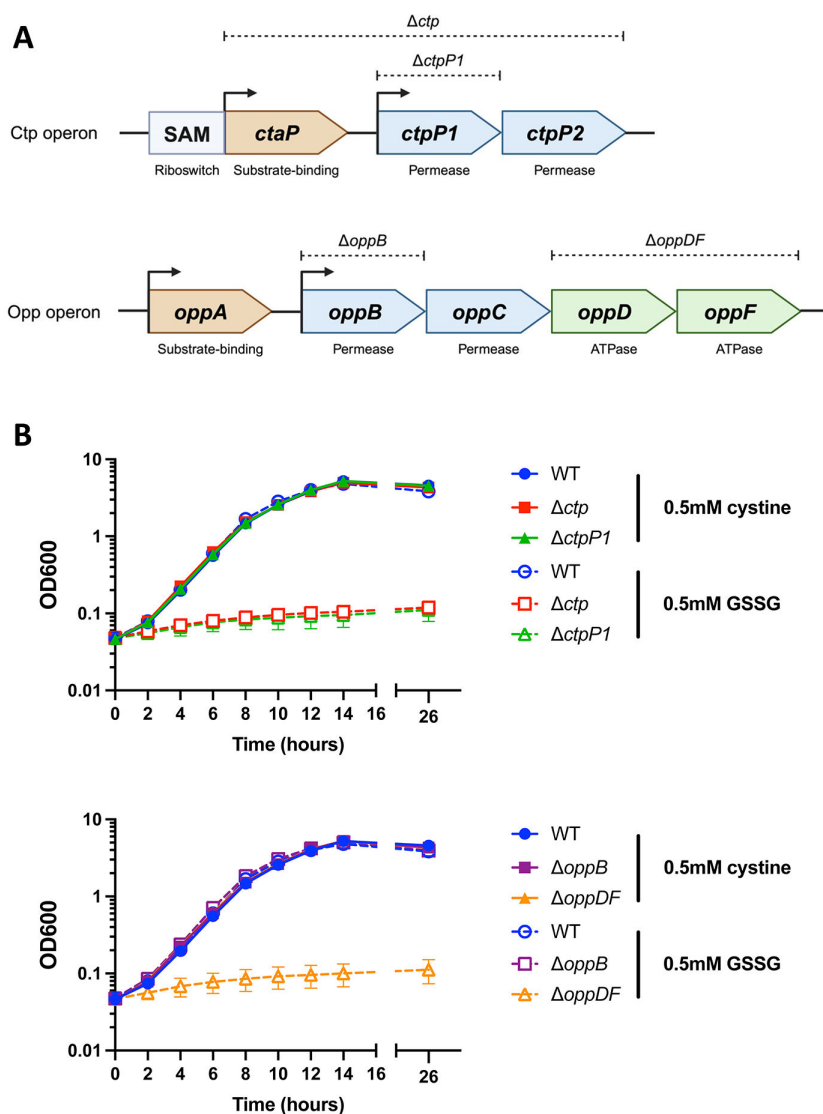 A
Δctp
ΔctpP1
Ctp operon
SAM
ctaP
ctpP1
ctpP2
Riboswitch
Substrate-binding
Permease
Permease
ΔoppB
ΔoppDF
Opp operon
oppA
oppB
oppC
oppD
oppF
Substrate-binding
Permease
Permease
ATPase
ATPase
B
OD600
10
1
0.1
0.01
0 2 4 6 8 10 12 14 16 26
Time (hours)
WT
Δctp
ΔctpP1
0.5mM cystine
WT
Δctp
ΔctpP1
0.5mM GSSG
OD600
10
1
0.1
0.01
0 2 4 6 8 10 12 14 16 26
Time (hours)
WT
ΔoppB
ΔoppDF
0.5mM cystine
WT
ΔoppB
ΔoppDF
0.5mM GSSG